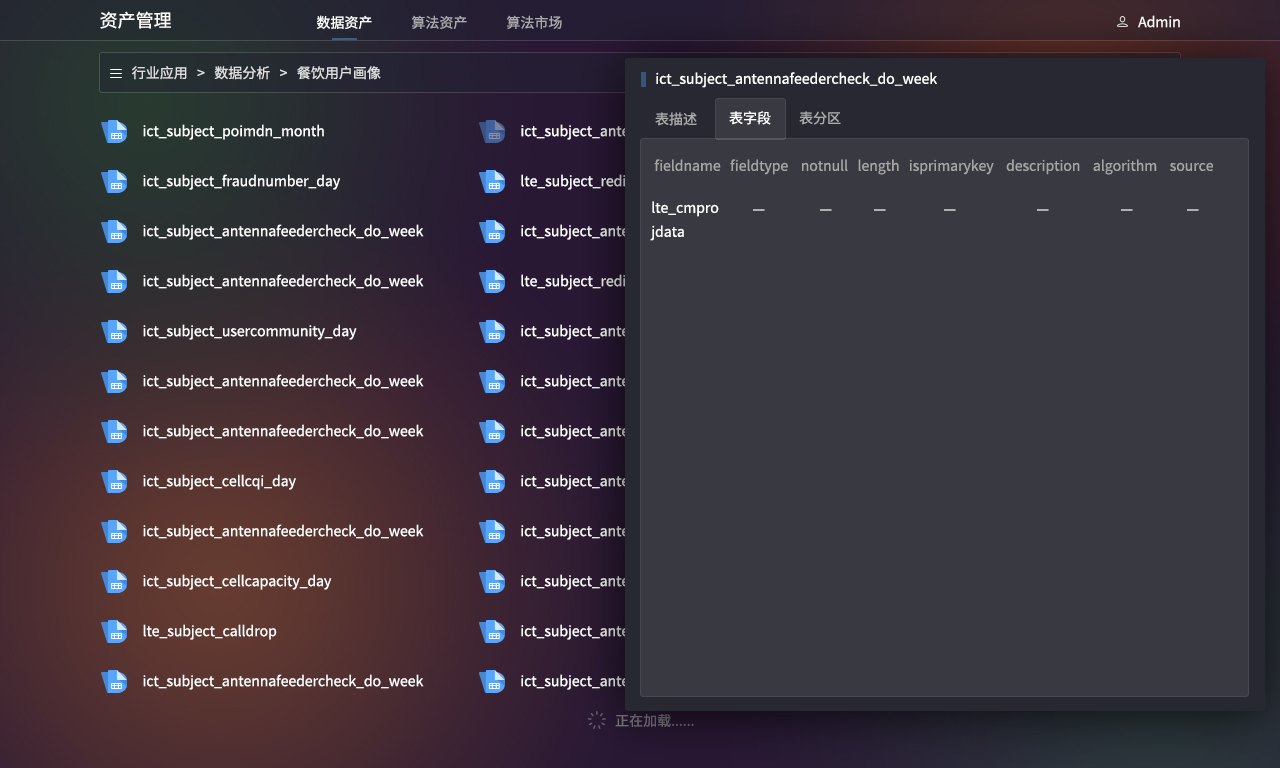 资产管理
数据资产
算法资产
算法市场
Admin
行业应用 > 数据分析 > 餐饮用户画像
ict_subject_poimdn_month
ict_subject_fraudnumber_day
ict_subject_antennafeedercheck_do_week
ict_subject_antennafeedercheck_do_week
ict_subject_usercommunity_day
ict_subject_antennafeedercheck_do_week
ict_subject_antennafeedercheck_do_week
ict_subject_cellcqi_day
ict_subject_antennafeedercheck_do_week
ict_subject_cellcapacity_day
lte_subject_calldrop
ict_subject_antennafeedercheck_do_week
ict_subject_ante
lte_subject_redi
ict_subject_ante
lte_subject_redi
ict_subject_ante
ict_subject_ante
ict_subject_ante
ict_subject_ante
ict_subject_ante
ict_subject_ante
ict_subject_ante
ict_subject_ante
ict_subject_antennafeedercheck_do_week
表描述
表字段
表分区
fieldname fieldtype notnull length isprimarykey description algorithm source
lte_cmpro — — — — — — —
jdata
正在加载......